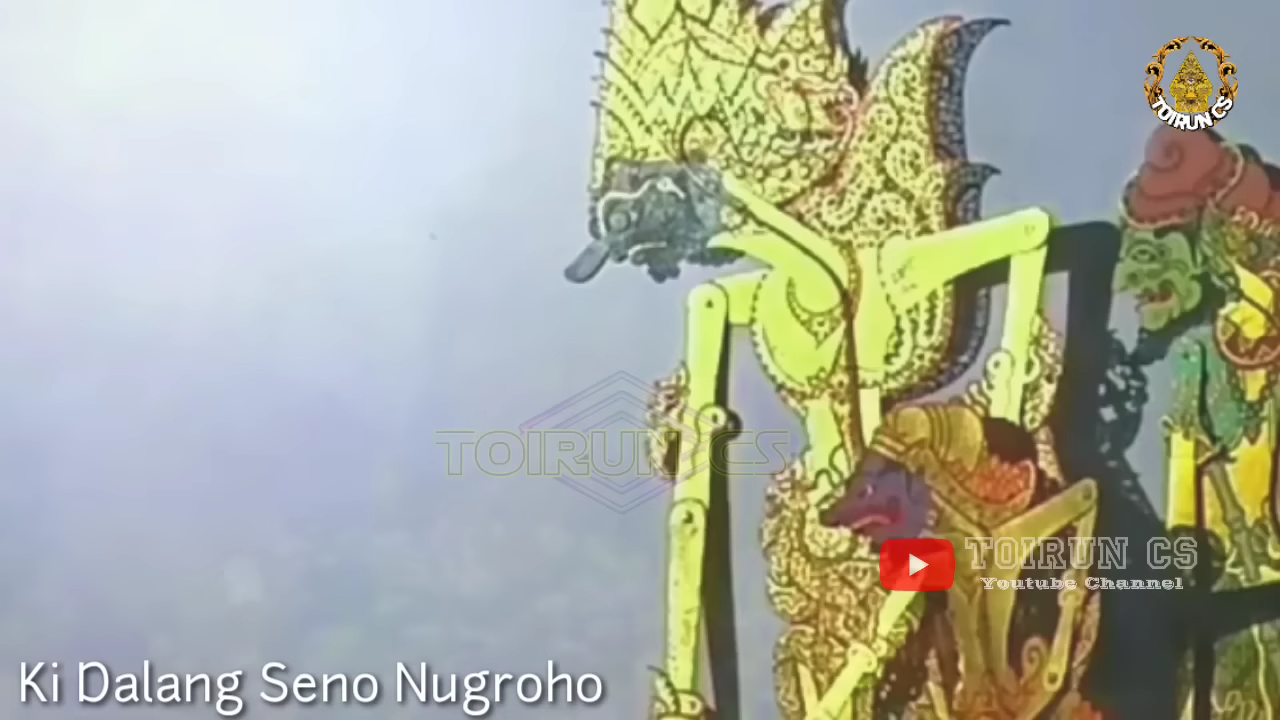 TOIRUN CS
TOIRUN CS
TOIRUN CS
Youtube Channel
Ki Dalang Seno Nugroho